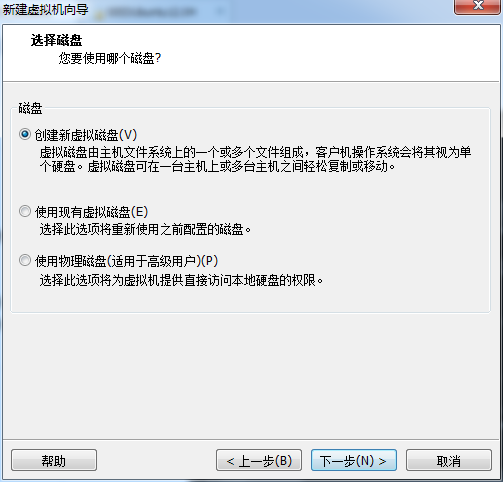 新建虚拟机向导
选择磁盘
您要使用哪个磁盘?
磁盘
创建新虚拟磁盘(V)
虚拟磁盘由主机文件系统上的一个或多个文件组成，客户机操作系统会将其视为单
个硬盘。虚拟磁盘可在一台主机上或多台主机之间轻松复制或移动。
使用现有虚拟磁盘(E)
选择此选项将重新使用之前配置的磁盘。
使用物理磁盘(适用于高级用户)(P)
选择此选项将为虚拟机提供直接访问本地硬盘的权限。
帮助
< 上一步(B)
下一步(N) >
取消